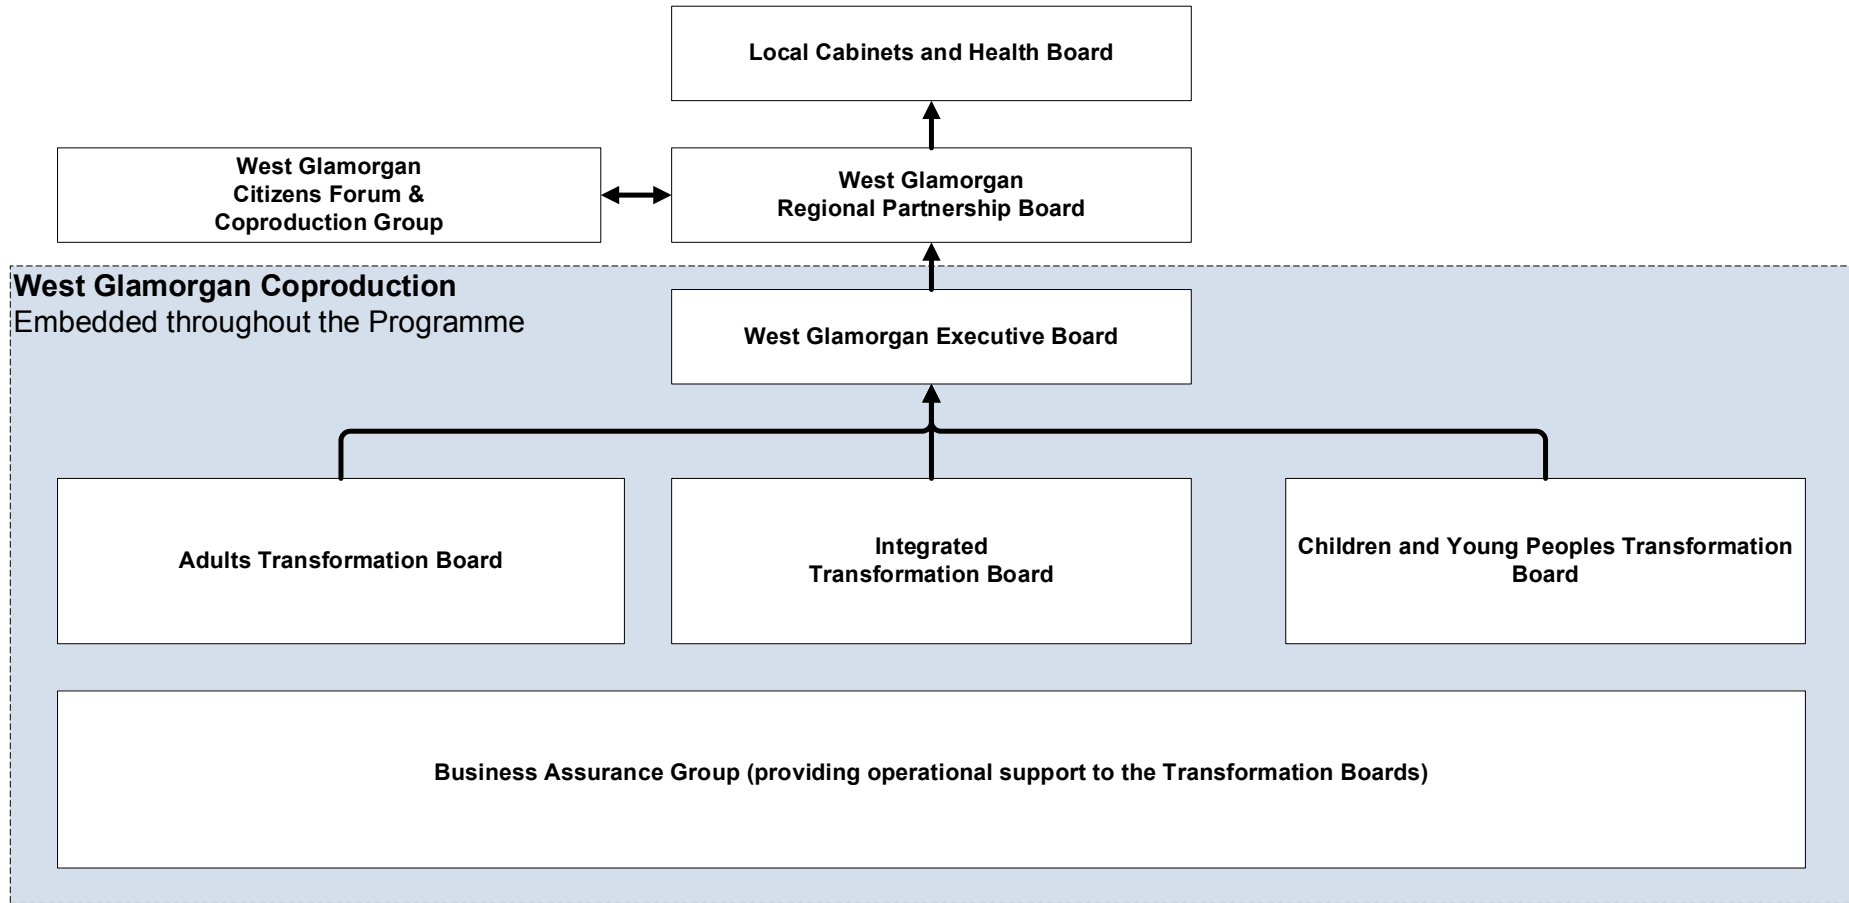 Local Cabinets and Health Board
West Glamorgan
Citizens Forum &
Coproduction Group
West Glamorgan
Regional Partnership Board
West Glamorgan Coproduction
Embedded throughout the Programme
West Glamorgan Executive Board
Adults Transformation Board
Integrated
Transformation Board
Children and Young Peoples Transformation
Board
Business Assurance Group (providing operational support to the Transformation Boards)